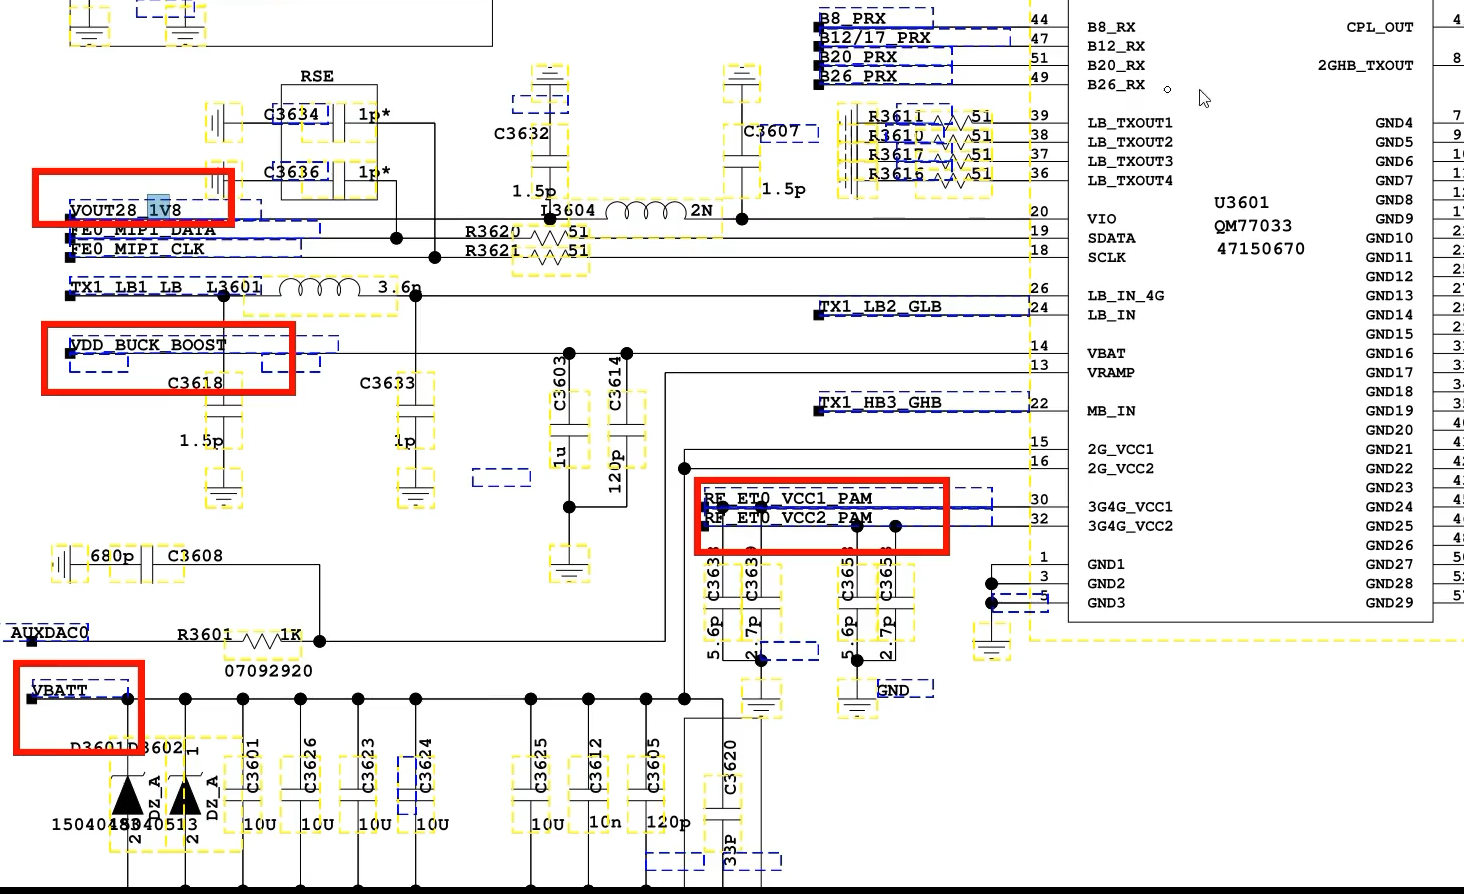 B8_PRX 44 B8_RX CPL_OUT 4
B12/17_PRX 47 B12_RX
B20_PRX 51 B20_RX 2GHB_TXOUT 8
B26_PRX 49 B26_RX
RSE
C3634 1p* R3611 51 39 LB_TXOUT1 GND4 7
C3632 C3607 R3610 51 38 LB_TXOUT2 GND5 9
R3617 51 37 LB_TXOUT3 GND6
C3636 1p* R3616 51 36 LB_TXOUT4 GND7
1.5p 1.5p GND8
U3601
VOUT28_1V8 L3604 2N 20 VIO GND9
QM77033
FE0_MIPI_DATA R3620 51 19 SDATA GND10
47150670
FE0_MIPI_CLK R3621 51 18 SCLK GND11
GND12
TX1_LB1_LB L3601 3.6n 26 LB_IN_4G GND13
TX1_LB2_GLB 24 LB_IN GND14
GND15
VDD_BUCK_BOOST 14 VBAT GND16
13 VRAMP GND17
C3618 C3633 C3603 C3614 GND18
TX1_HB3_GHB 22 MB_IN GND19
GND20
1.5p 1p 1u 120p 15 2G_VCC1 GND21
16 2G_VCC2 GND22
GND23
RF_ET0_VCC1_PAM 30 3G4G_VCC1 GND24
RF_ET0_VCC2_PAM 32 3G4G_VCC2 GND25
GND26
680p C3608 1 GND1 GND27
3 GND2 GND28
5 GND3 GND29
5.6p 2.7p 5.6p 2.7p
AUXDAC0 R3601 1K
07092920
VBATT GND
D3601 D3602 1 C3601 C3626 C3623 C3624 C3625 C3612 C3605 C3620
DZ_A DZ_A
2 2 10U 10U 10U 10U 10U 10n 120p 33P